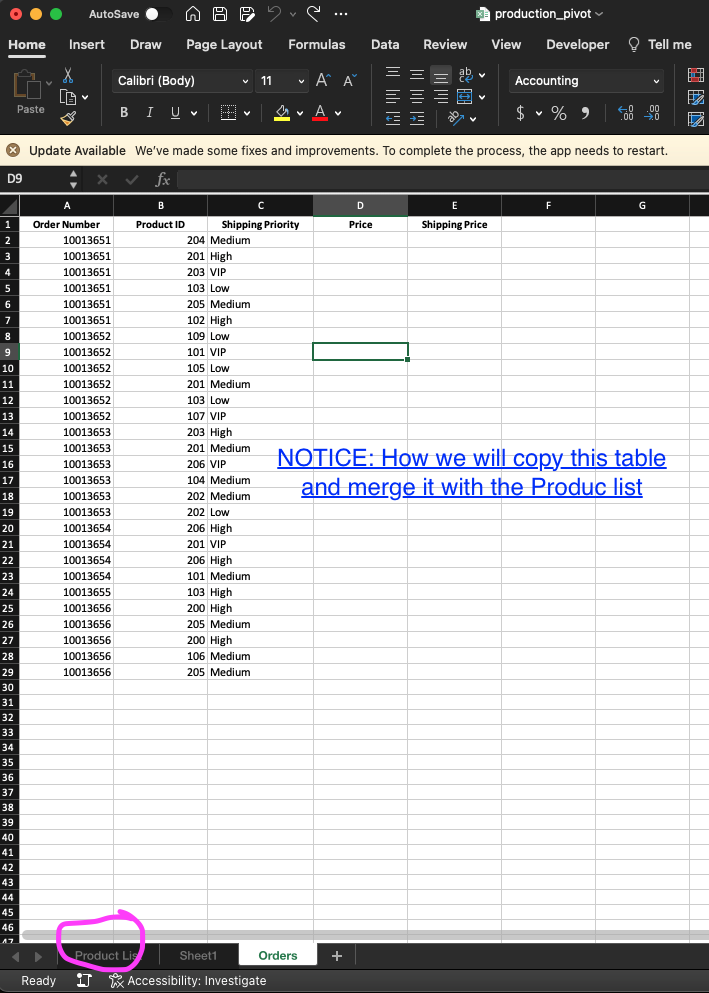 AutoSave
production_pivot
Home Insert Draw Page Layout Formulas Data Review View Developer Tell me
Paste
Calibri (Body) 11 A A
B I U A
ab
Accounting
$ % 9
.00
.00
Update Available We've made some fixes and improvements. To complete the process, the app needs to restart.
D9 fx
A B C D E F G
1 Order Number Product ID Shipping Priority Price Shipping Price
2 10013651 204 Medium
3 10013651 201 High
4 10013651 203 VIP
5 10013651 103 Low
6 10013651 205 Medium
7 10013651 102 High
8 10013652 109 Low
9 10013652 101 VIP
10 10013652 105 Low
11 10013652 201 Medium
12 10013652 103 Low
13 10013652 107 VIP
14 10013653 203 High
15 10013653 201 Medium
16 10013653 206 VIP
17 10013653 104 Medium
18 10013653 202 Medium
19 10013653 202 Low
20 10013654 206 High
21 10013654 201 VIP
22 10013654 206 High
23 10013654 101 Medium
24 10013655 103 High
25 10013656 200 High
26 10013656 205 Medium
27 10013656 200 High
28 10013656 106 Medium
29 10013656 205 Medium
NOTICE: How we will copy this table
and merge it with the Produc list
30
31
32
33
34
35
36
37
38
39
40
41
42
43
44
45
46
47
Product List Sheet1 Orders +
Ready Accessibility: Investigate